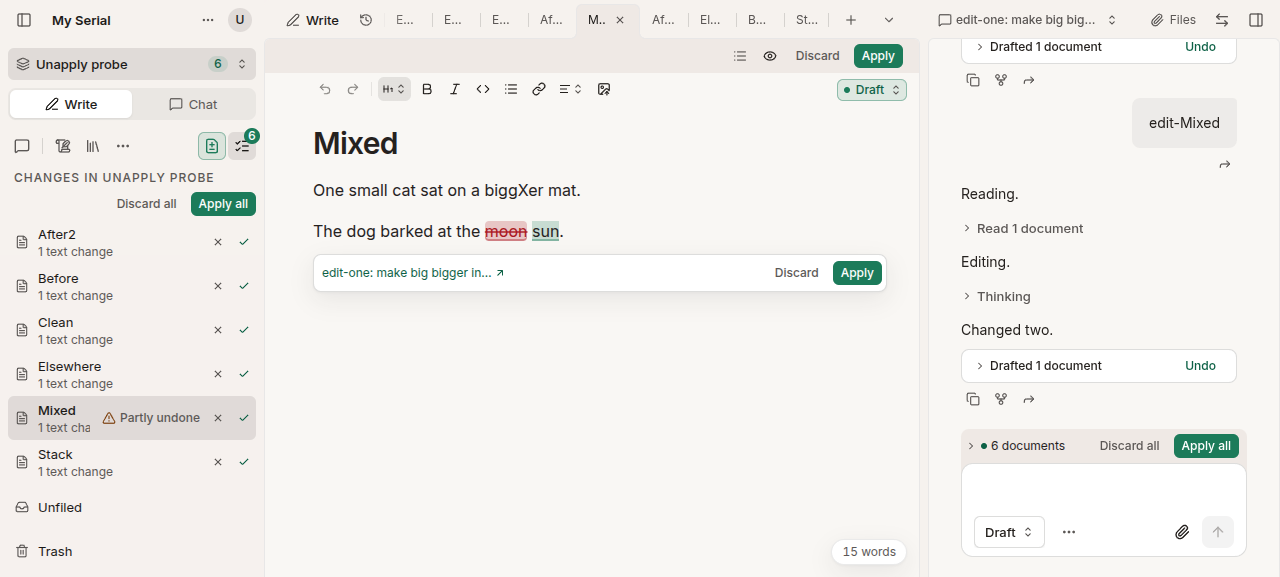 My Serial
U
Unapply probe
6
Write
Chat
6
CHANGES IN UNAPPLY PROBE
Discard all
Apply all
After2
1 text change
Before
1 text change
Clean
1 text change
Elsewhere
1 text change
Mixed
1 text cha
Partly undone
Stack
1 text change
Unfiled
Trash
Write
E...
E...
E...
Af...
M..
Af...
El...
B...
St...
Discard
Apply
H1
B
I
Draft
Mixed
One small cat sat on a biggXer mat.
The dog barked at the moon sun.
edit-one: make big bigger in...
Discard
Apply
15 words
edit-one: make big big...
Files
Drafted 1 document
Undo
edit-Mixed
Reading.
Read 1 document
Editing.
Thinking
Changed two.
Drafted 1 document
Undo
6 documents
Discard all
Apply all
Draft